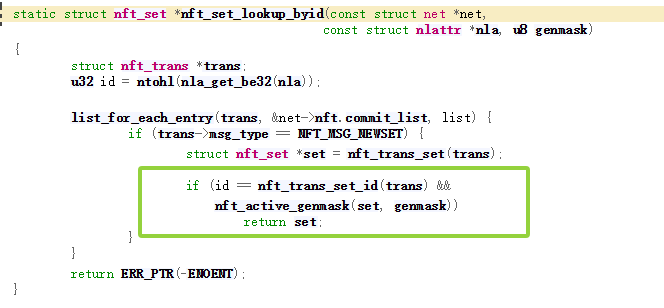 static struct nft_set *nft_set_lookup_byid(const struct net *net,
const struct nlattr *nla, u8 genmask)
{
struct nft_trans *trans;
u32 id = ntohl(nla_get_be32(nla));
list_for_each_entry(trans, &net->nft.commit_list, list) {
if (trans->msg_type == NFT_MSG_NEWSET) {
struct nft_set *set = nft_trans_set(trans);
if (id == nft_trans_set_id(trans) &&
nft_active_genmask(set, genmask))
return set;
}
}
return ERR_PTR(-ENOENT);
}